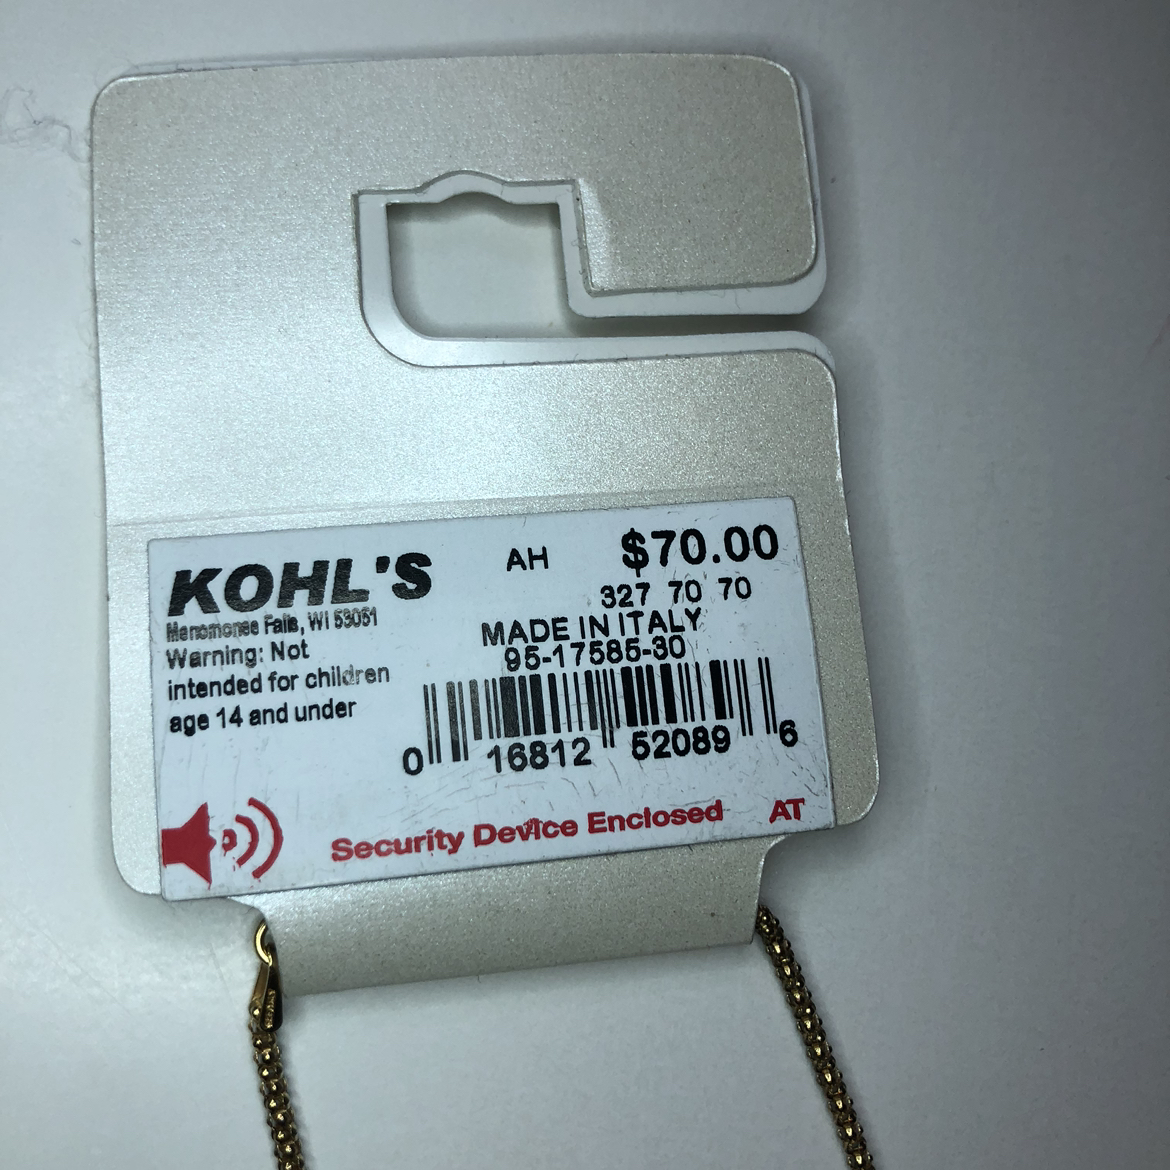 KOHL'S
Menomonee Falls, WI 53051
Warning: Not
intended for children
age 14 and under
AH
$70.00
327 70 70
MADE IN ITALY
95-17585-30
0 16812 52089 6
Security Device Enclosed AT